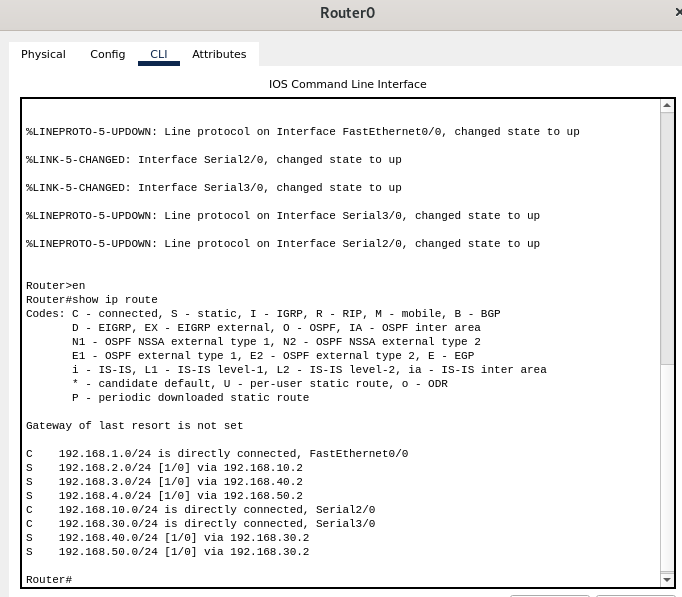 Router0
Physical Config CLI Attributes
IOS Command Line Interface
%LINEPROTO-5-UPDOWN: Line protocol on Interface FastEthernet0/0, changed state to up
%LINK-5-CHANGED: Interface Serial2/0, changed state to up
%LINK-5-CHANGED: Interface Serial3/0, changed state to up
%LINEPROTO-5-UPDOWN: Line protocol on Interface Serial3/0, changed state to up
%LINEPROTO-5-UPDOWN: Line protocol on Interface Serial2/0, changed state to up
Router>en
Router#show ip route
Codes: C - connected, S - static, I - IGRP, R - RIP, M - mobile, B - BGP
D - EIGRP, EX - EIGRP external, O - OSPF, IA - OSPF inter area
N1 - OSPF NSSA external type 1, N2 - OSPF NSSA external type 2
E1 - OSPF external type 1, E2 - OSPF external type 2, E - EGP
i - IS-IS, L1 - IS-IS level-1, L2 - IS-IS level-2, ia - IS-IS inter area
* - candidate default, U - per-user static route, o - ODR
P - periodic downloaded static route
Gateway of last resort is not set
C 192.168.1.0/24 is directly connected, FastEthernet0/0
S 192.168.2.0/24 [1/0] via 192.168.10.2
S 192.168.3.0/24 [1/0] via 192.168.40.2
S 192.168.4.0/24 [1/0] via 192.168.50.2
C 192.168.10.0/24 is directly connected, Serial2/0
C 192.168.30.0/24 is directly connected, Serial3/0
S 192.168.40.0/24 [1/0] via 192.168.30.2
S 192.168.50.0/24 [1/0] via 192.168.30.2
Router#